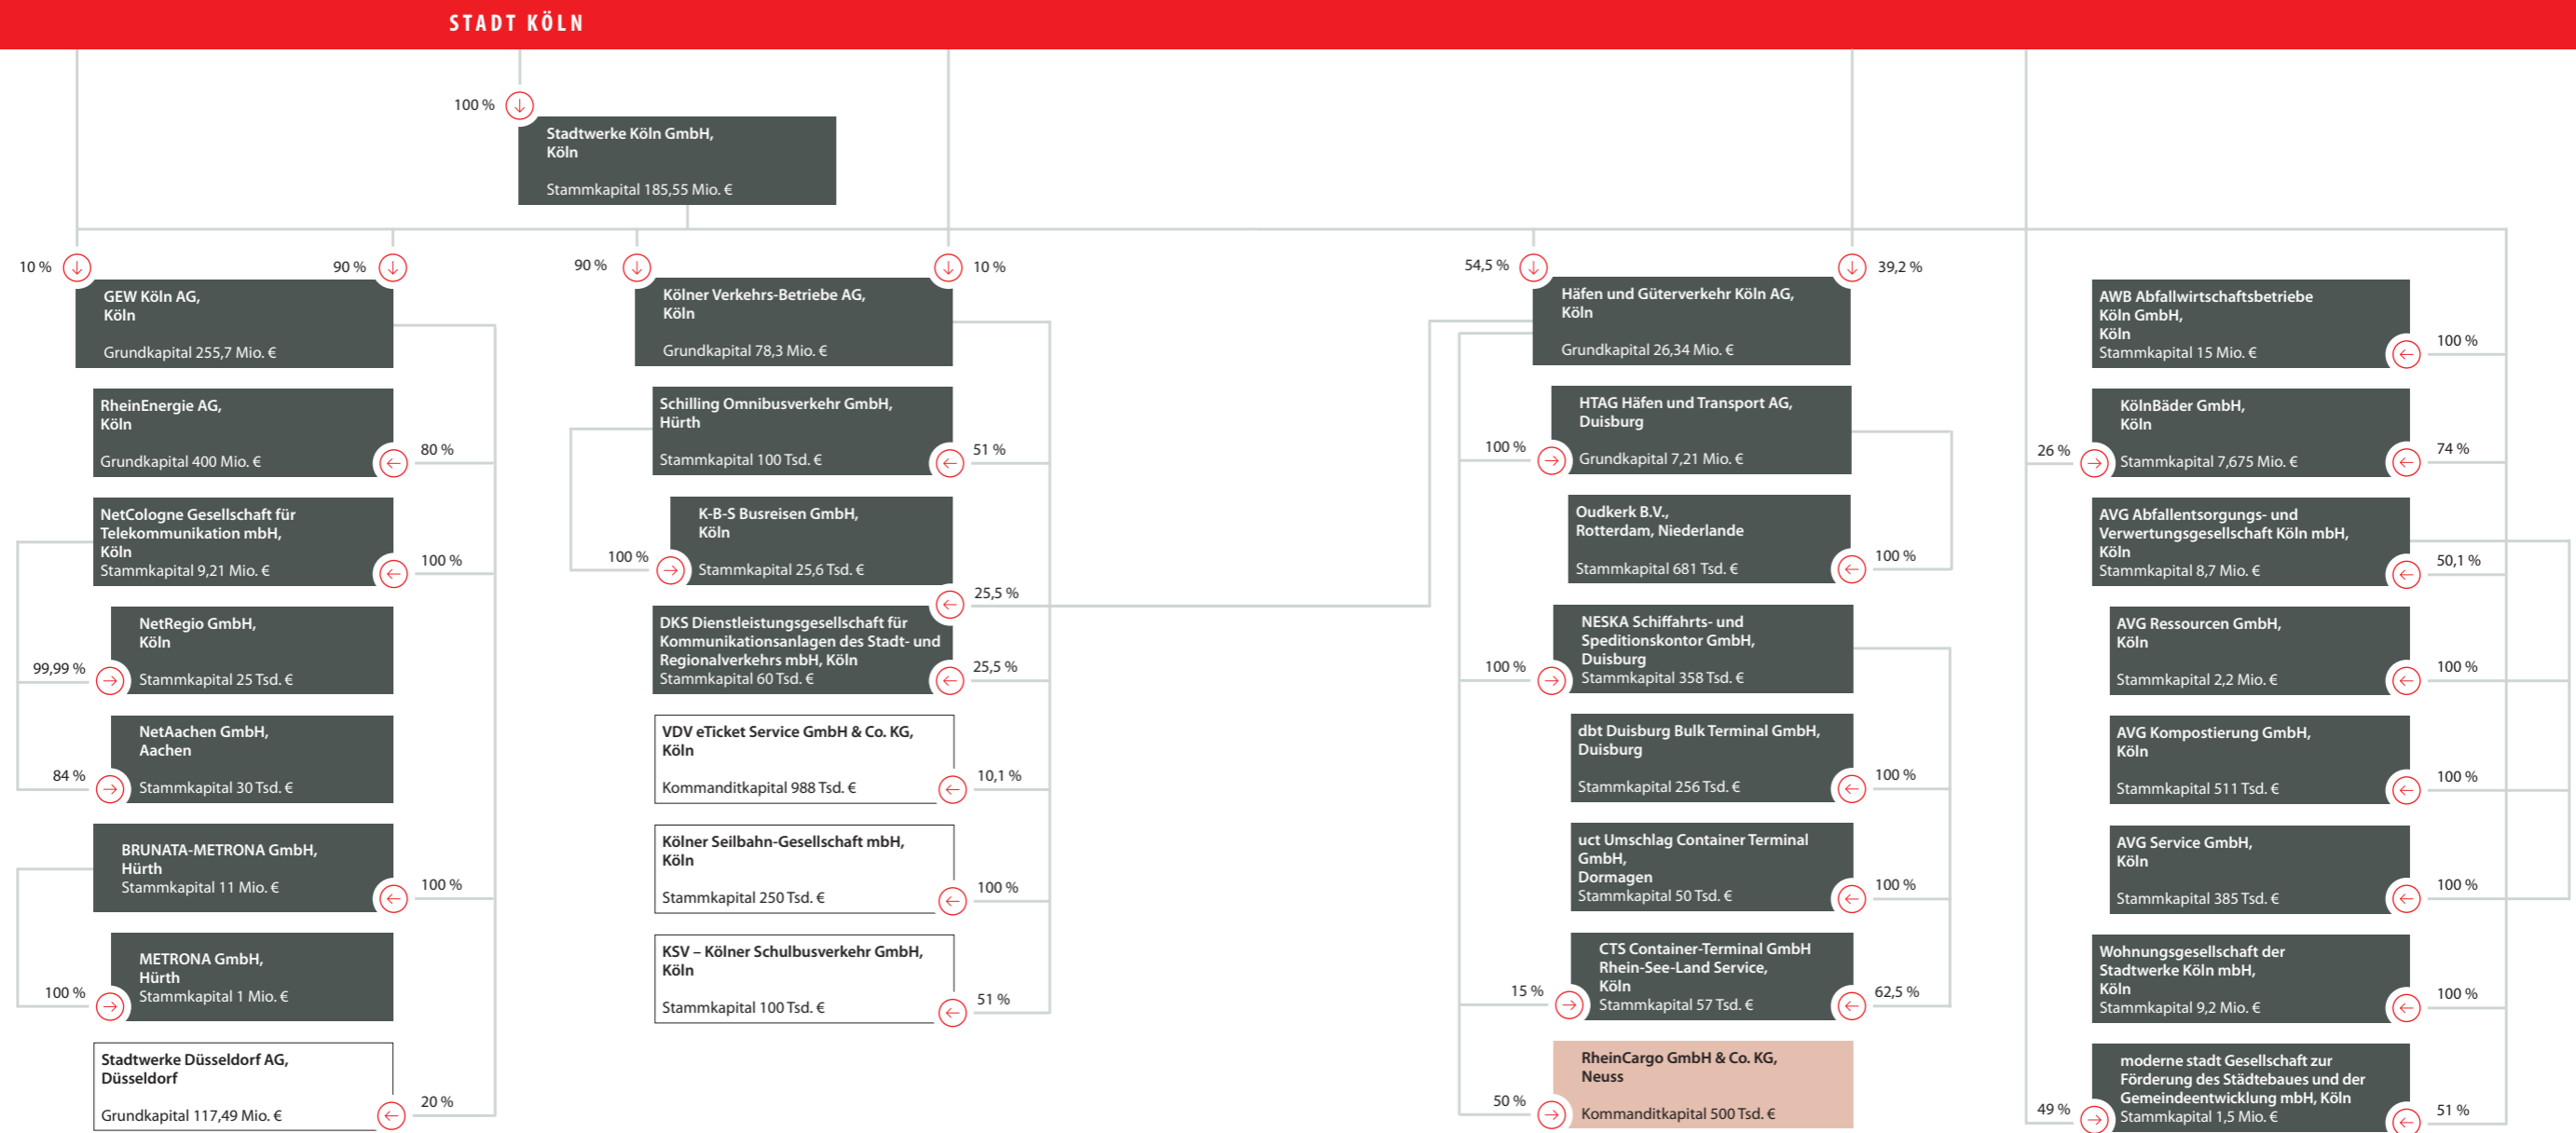 STADT KÖLN
100 %
Stadtwerke Köln GmbH,
Köln
Stammkapital 185,55 Mio. €
10 %
90 %
GEW Köln AG,
Köln
Grundkapital 255,7 Mio. €
RheinEnergie AG,
Köln
Grundkapital 400 Mio. €
80 %
NetCologne Gesellschaft für
Telekommunikation mbH,
Köln
Stammkapital 9,21 Mio. €
100 %
NetRegio GmbH,
Köln
Stammkapital 25 Tsd. €
99,99 %
NetAachen GmbH,
Aachen
Stammkapital 30 Tsd. €
84 %
BRUNATA-METRONA GmbH,
Hürth
Stammkapital 11 Mio. €
100 %
METRONA GmbH,
Hürth
Stammkapital 1 Mio. €
100 %
Stadtwerke Düsseldorf AG,
Düsseldorf
Grundkapital 117,49 Mio. €
20 %
90 %
10 %
Kölner Verkehrs-Betriebe AG,
Köln
Grundkapital 78,3 Mio. €
Schilling Omnibusverkehr GmbH,
Hürth
Stammkapital 100 Tsd. €
51 %
K-B-S Busreisen GmbH,
Köln
Stammkapital 25,6 Tsd. €
100 %
25,5 %
DKS Dienstleistungsgesellschaft für
Kommunikationsanlagen des Stadt- und
Regionalverkehrs mbH, Köln
Stammkapital 60 Tsd. €
25,5 %
VDV eTicket Service GmbH & Co. KG,
Köln
Kommanditkapital 988 Tsd. €
10,1 %
Kölner Seilbahn-Gesellschaft mbH,
Köln
Stammkapital 250 Tsd. €
100 %
KSV – Kölner Schulbusverkehr GmbH,
Köln
Stammkapital 100 Tsd. €
51 %
54,5 %
39,2 %
Häfen und Güterverkehr Köln AG,
Köln
Grundkapital 26,34 Mio. €
HTAG Häfen und Transport AG,
Duisburg
Grundkapital 7,21 Mio. €
100 %
Oudkerk B.V.,
Rotterdam, Niederlande
Stammkapital 681 Tsd. €
100 %
NESKA Schiffahrts- und
Speditionskontor GmbH,
Duisburg
Stammkapital 358 Tsd. €
100 %
dbt Duisburg Bulk Terminal GmbH,
Duisburg
Stammkapital 256 Tsd. €
100 %
uct Umschlag Container Terminal
GmbH,
Dormagen
Stammkapital 50 Tsd. €
100 %
CTS Container-Terminal GmbH
Rhein-See-Land Service,
Köln
Stammkapital 57 Tsd. €
15 %
62,5 %
RheinCargo GmbH & Co. KG,
Neuss
Kommanditkapital 500 Tsd. €
50 %
AWB Abfallwirtschaftsbetriebe
Köln GmbH,
Köln
Stammkapital 15 Mio. €
100 %
KölnBäder GmbH,
Köln
Stammkapital 7,675 Mio. €
26 %
74 %
AVG Abfallentsorgungs- und
Verwertungsgesellschaft Köln mbH,
Köln
Stammkapital 8,7 Mio. €
50,1 %
AVG Ressourcen GmbH,
Köln
Stammkapital 2,2 Mio. €
100 %
AVG Kompostierung GmbH,
Köln
Stammkapital 511 Tsd. €
100 %
AVG Service GmbH,
Köln
Stammkapital 385 Tsd. €
100 %
Wohnungsgesellschaft der
Stadtwerke Köln mbH,
Köln
Stammkapital 9,2 Mio. €
100 %
moderne stadt Gesellschaft zur
Förderung des Städtebaues und der
Gemeindeentwicklung mbH, Köln
Stammkapital 1,5 Mio. €
49 %
51 %